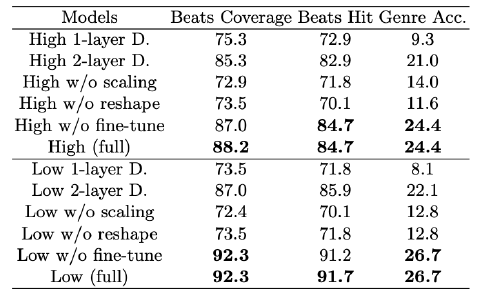 Models Beats Coverage Beats Hit Genre Acc.
High 1-layer D. 75.3 72.9 9.3
High 2-layer D. 85.3 82.9 21.0
High w/o scaling 72.9 71.8 14.0
High w/o reshape 73.5 70.1 11.6
High w/o fine-tune 87.0 84.7 24.4
High (full) 88.2 84.7 24.4
Low 1-layer D. 73.5 71.8 8.1
Low 2-layer D. 87.0 85.9 22.1
Low w/o scaling 72.4 70.1 12.8
Low w/o reshape 73.5 71.8 12.8
Low w/o fine-tune 92.3 91.2 26.7
Low (full) 92.3 91.7 26.7